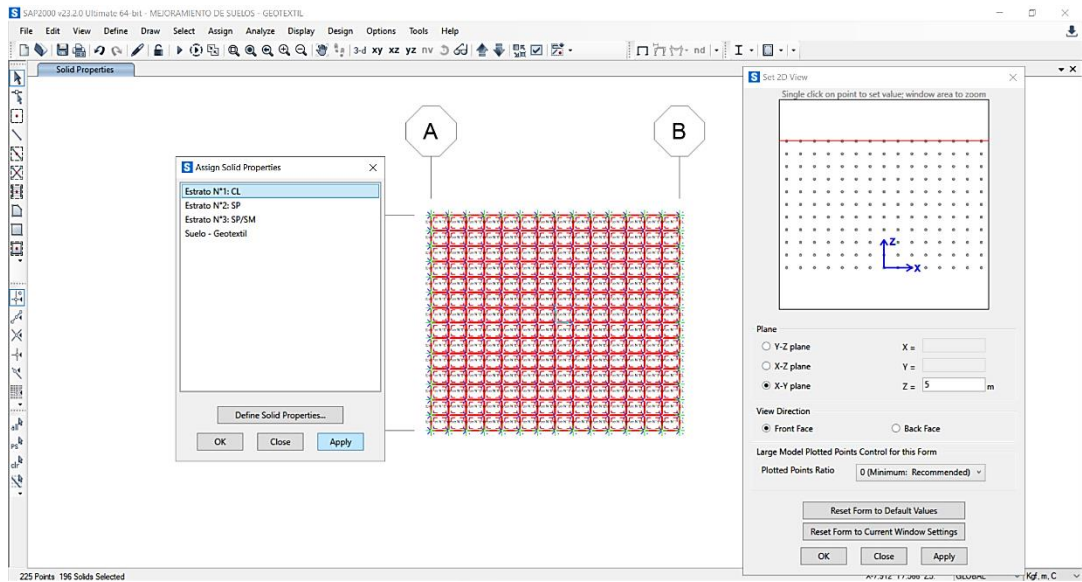 SAP2000 v23.2.0 Ultimate 64-bit - MEJORAMIENTO DE SUELOS - GEOTEXTIL
File Edit View Define Draw Select Assign Analyze Display Design Options Tools Help
3-d xy xz yz nv
nd
Solid Properties
A
B
Assign Solid Properties
Estrato N°1: CL
Estrato N°2: SP
Estrato N°3: SP/SM
Suelo - Geotextil
Define Solid Properties...
OK Close Apply
Set 2D View
Single click on point to set value; window area to zoom
Z
X
Plane
Y-Z plane X =
X-Z plane Y =
X-Y plane Z = 5 m
View Direction
Front Face Back Face
Large Model Plotted Points Control for this Form
Plotted Points Ratio 0 (Minimum: Recommended)
Reset Form to Default Values
Reset Form to Current Window Settings
OK Close Apply
all
PS
clr
225 Points 196 Solids Selected
GLOBAL
Kgf, m, C